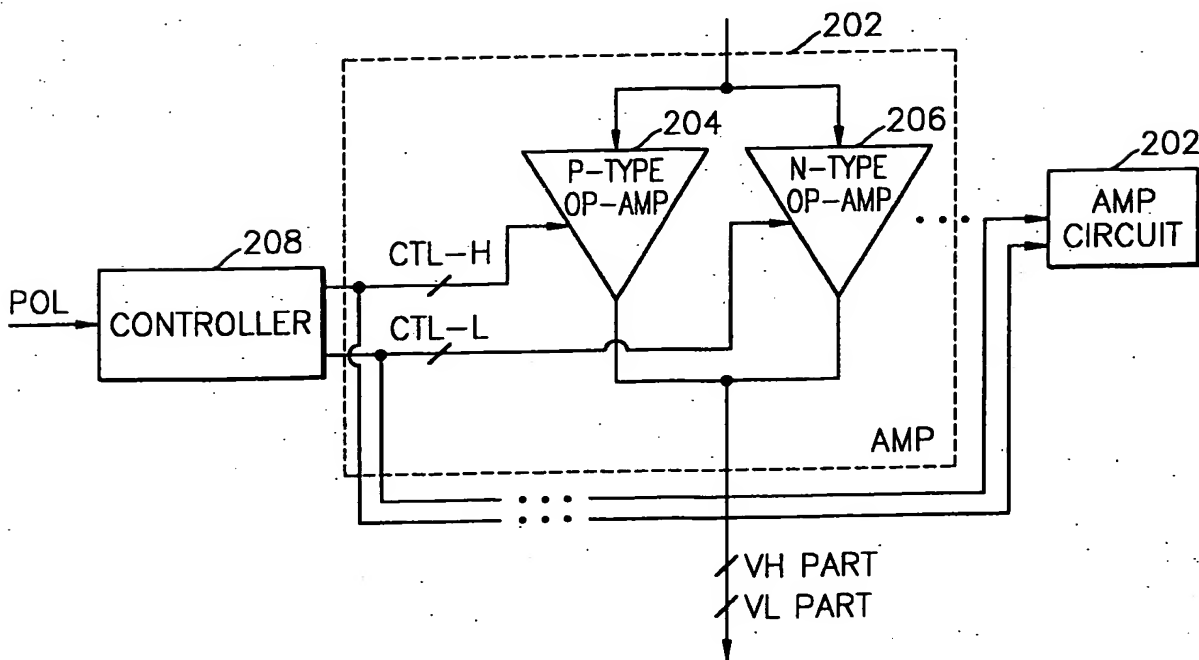 202
204
206
P-TYPE
OP-AMP
N-TYPE
OP-AMP
202
AMP
CIRCUIT
208
CTL-H
POL
CONTROLLER
CTL-L
AMP
VH PART
VL PART